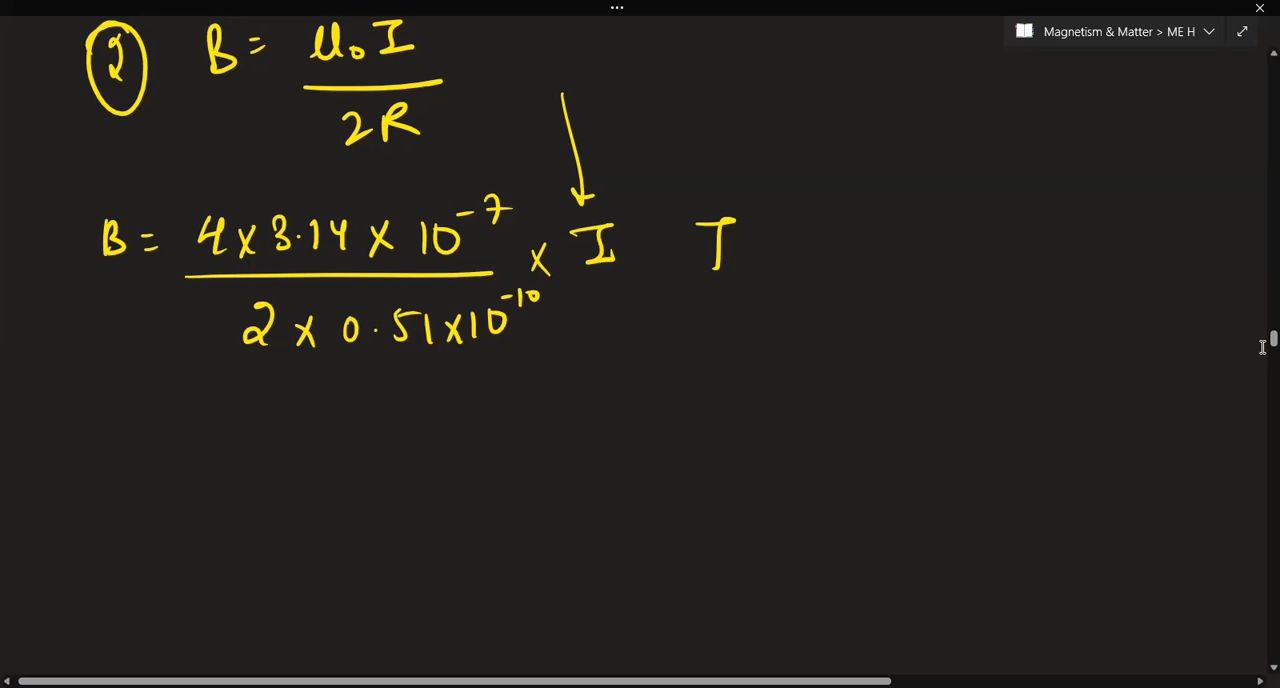 Magnetism & Matter > ME H
2 B = μ₀I / 2R
B = 4 x 3.14 x 10⁻⁷ / 2 x 0.51 x 10⁻¹⁰ x I T